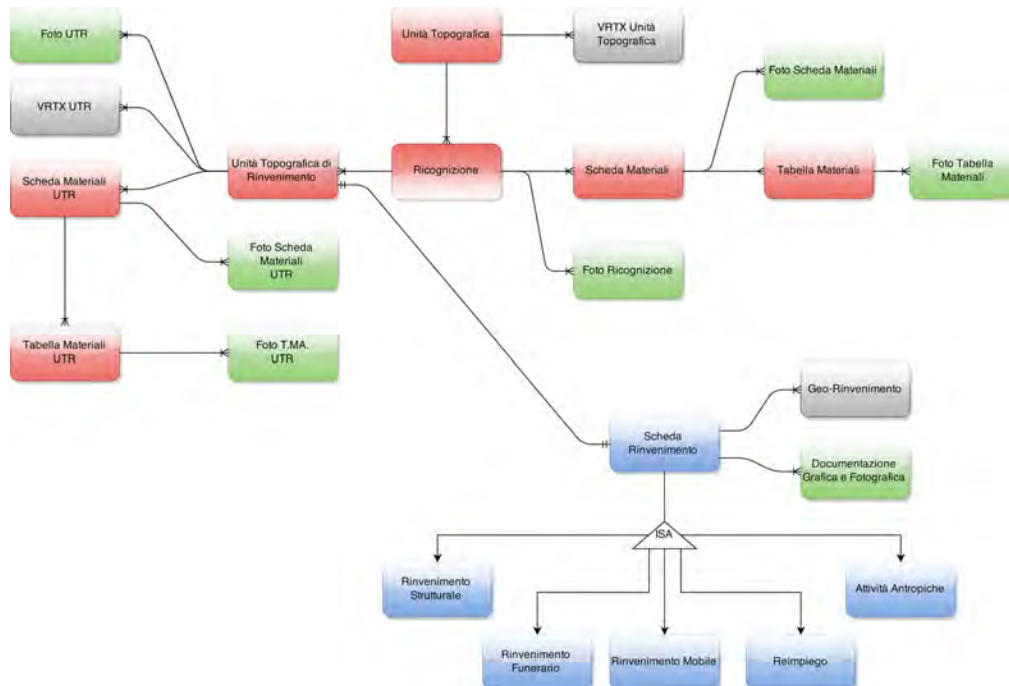 Foto UTR
Unità Topografica
VRTX Unità
Topografica
Foto Scheda Materiali
VRTX UTR
Scheda Materiali
UTR
Unità Topografica di
Rinvenimento
Ricognizione
Scheda Materiali
Tabella Materiali
Foto Tabella
Materiali
Foto Scheda
Materiali
UTR
Foto Ricognizione
Tabella Materiali
UTR
Foto T.MA.
UTR
Geo-Rinvenimento
Scheda
Rinvenimento
Documentazione
Grafica e Fotografica
ISA
Rinvenimento
Strutturale
Attività Antropiche
Rinvenimento
Funerario
Rinvenimento Mobile
Reimpiego